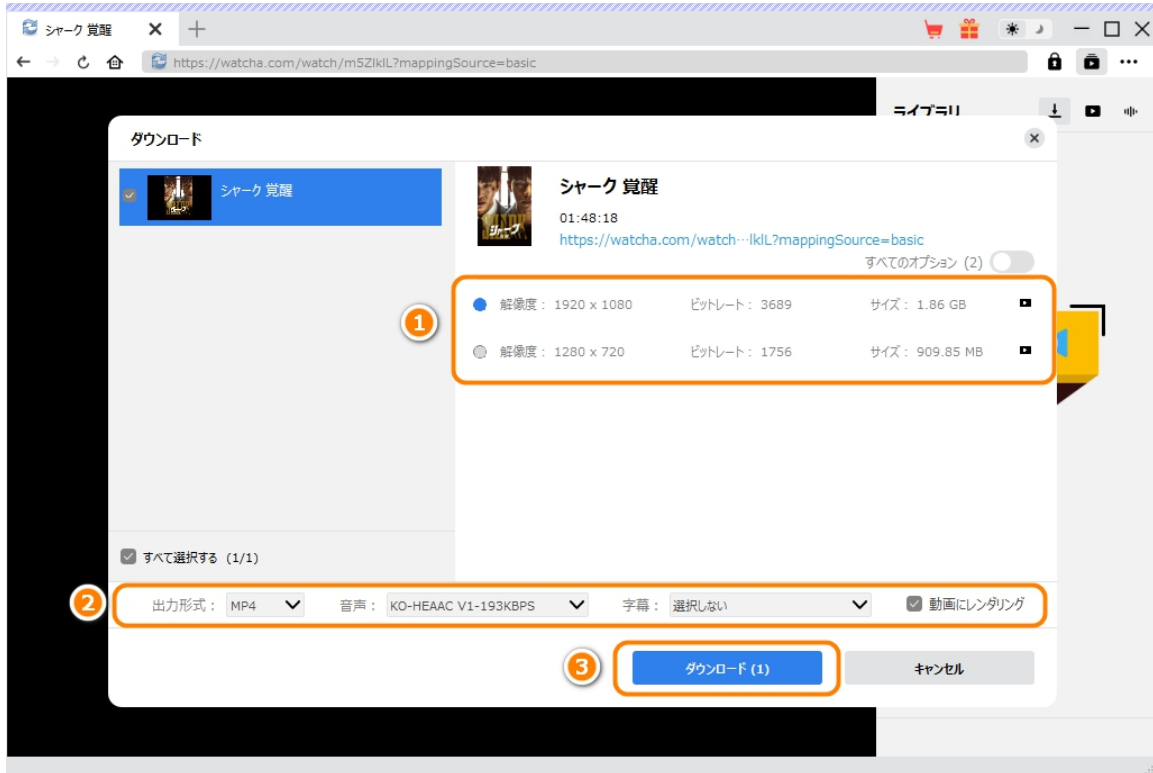 シャーク 覚醒
https://watcha.com/watch/m5ZlklL?mappingSource=basic
ライブラリ
ダウンロード
シャーク 覚醒
シャーク 覚醒
01:48:18
https://watcha.com/watch…lklL?mappingSource=basic
すべてのオプション (2)
1
解像度： 1920 x 1080 ビットレート： 3689 サイズ： 1.86 GB
解像度： 1280 x 720 ビットレート： 1756 サイズ： 909.85 MB
すべて選択する (1/1)
2
出力形式： MP4 音声： KO-HEAAC V1-193KBPS 字幕： 選択しない 動画にレンダリング
3
ダウンロード (1) キャンセル